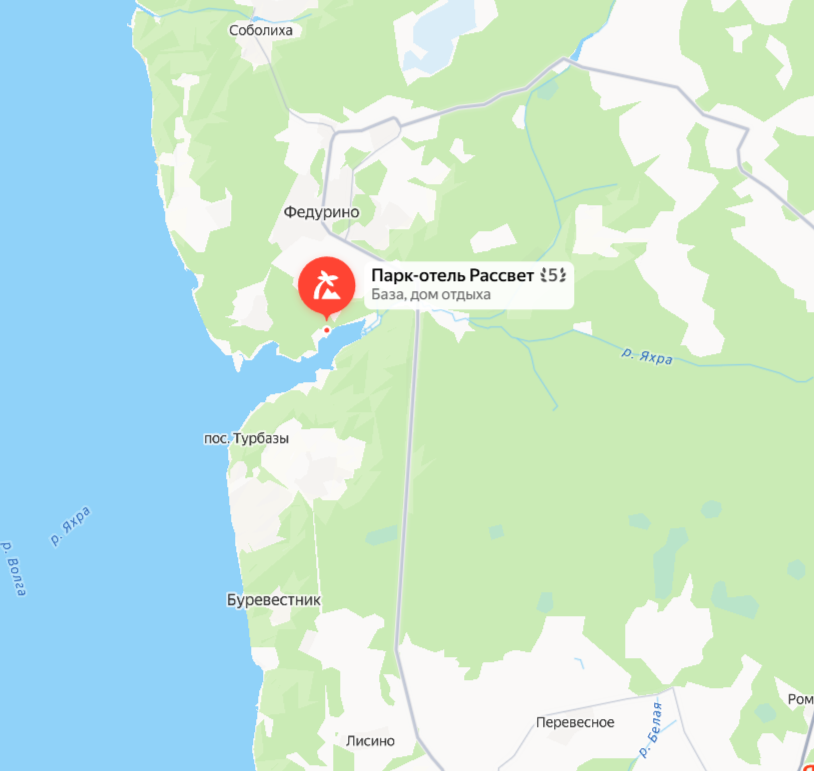 Соболиха
Федурино
Парк-отель Рассвет 5
База, дом отдыха
р. Яхра
пос. Турбазы
р. Яхра
р. Волга
Буревестник
Перевесное
р. Белая
Лисино
Ром